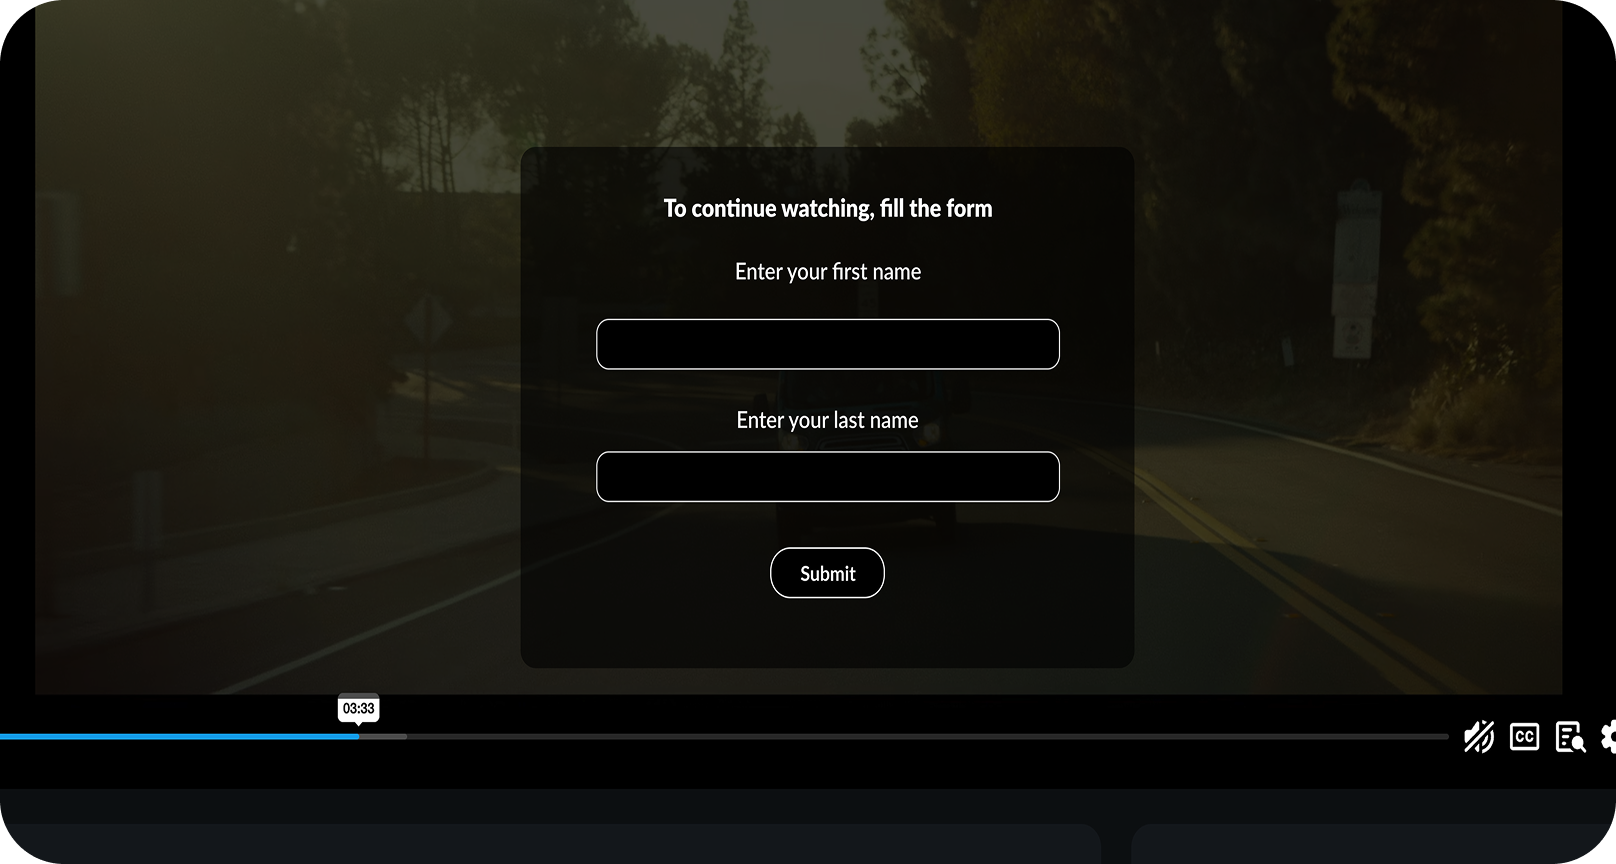 To continue watching, fill the form
Enter your first name
Enter your last name
Submit
03:33
CC